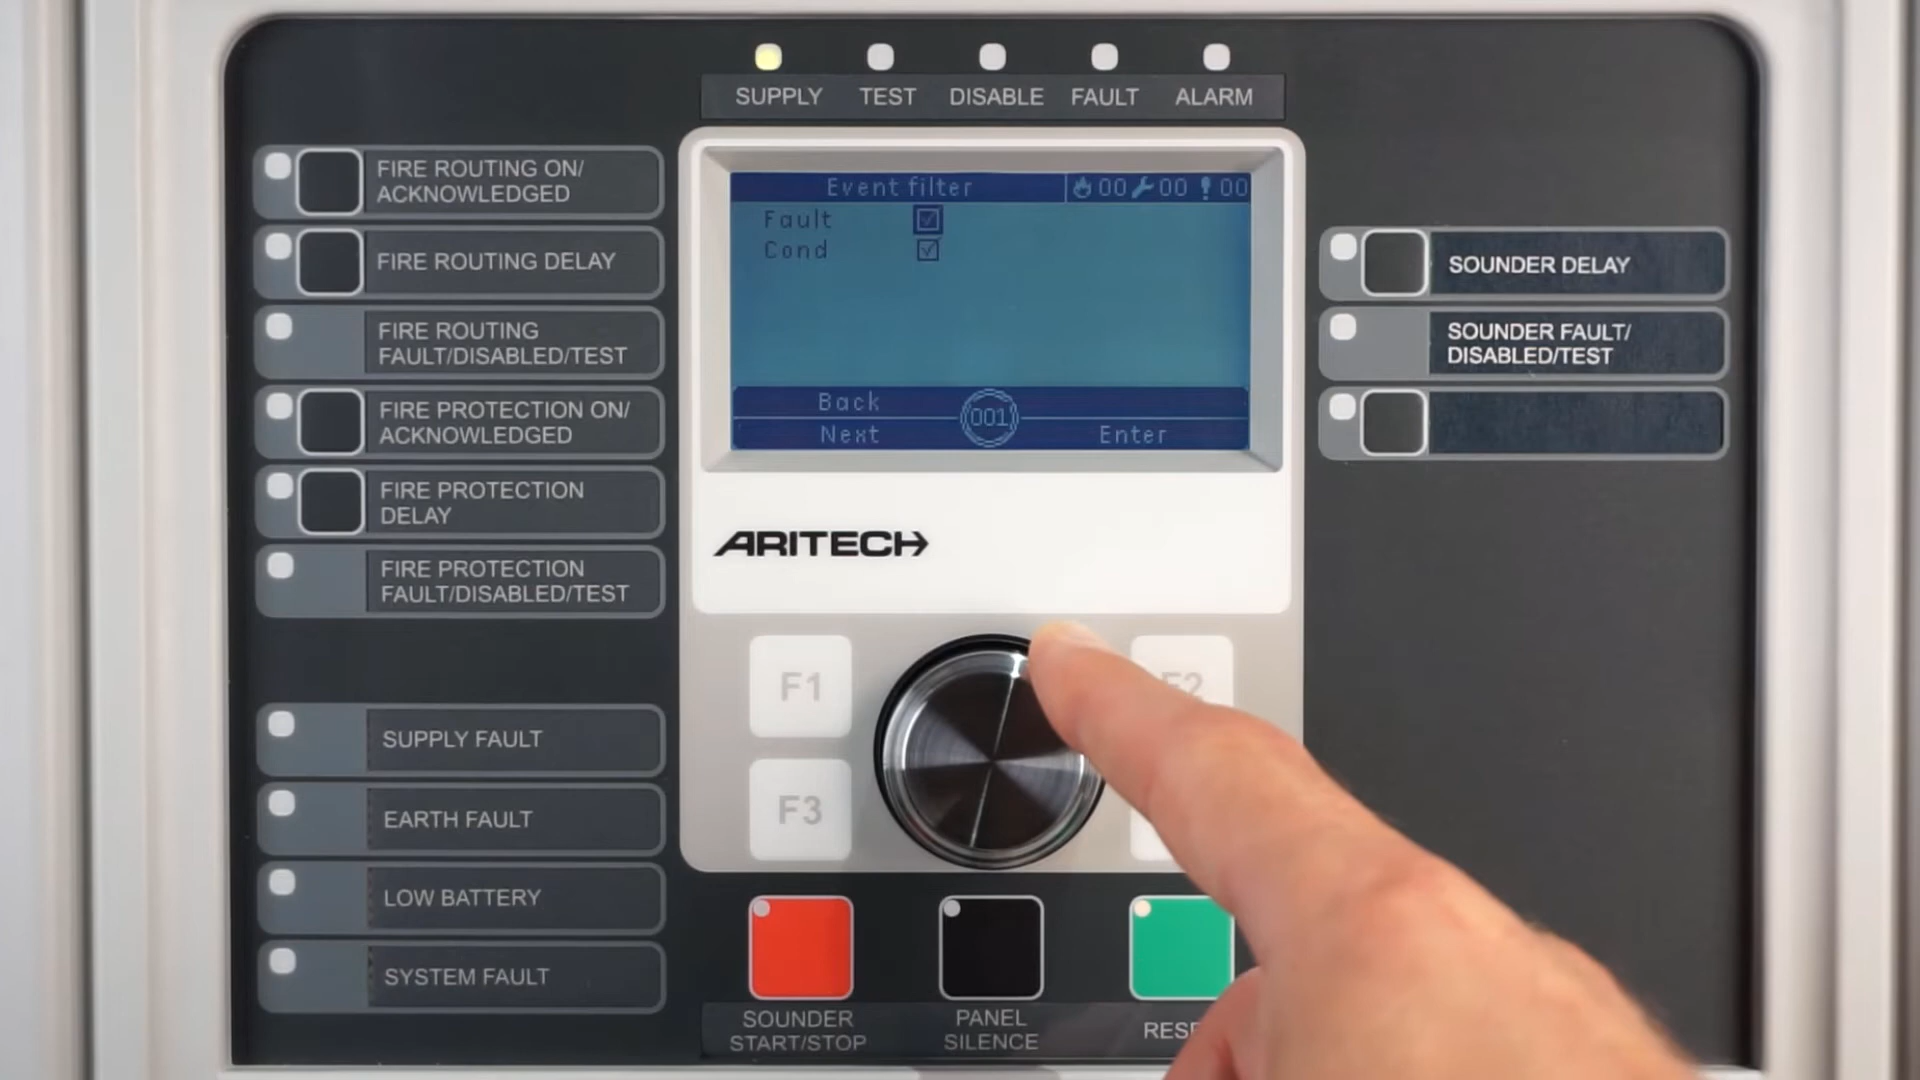 SUPPLY TEST DISABLE FAULT ALARM
FIRE ROUTING ON/
ACKNOWLEDGED
FIRE ROUTING DELAY
FIRE ROUTING
FAULT/DISABLED/TEST
FIRE PROTECTION ON/
ACKNOWLEDGED
FIRE PROTECTION
DELAY
FIRE PROTECTION
FAULT/DISABLED/TEST
SUPPLY FAULT
EARTH FAULT
LOW BATTERY
SYSTEM FAULT
Event filter 00 00 00
Fault
Cond
Back
001
Next Enter
ARITECH
F1 F2
F3
SOUNDER
START/STOP
PANEL
SILENCE
SOUNDER DELAY
SOUNDER FAULT/
DISABLED/TEST